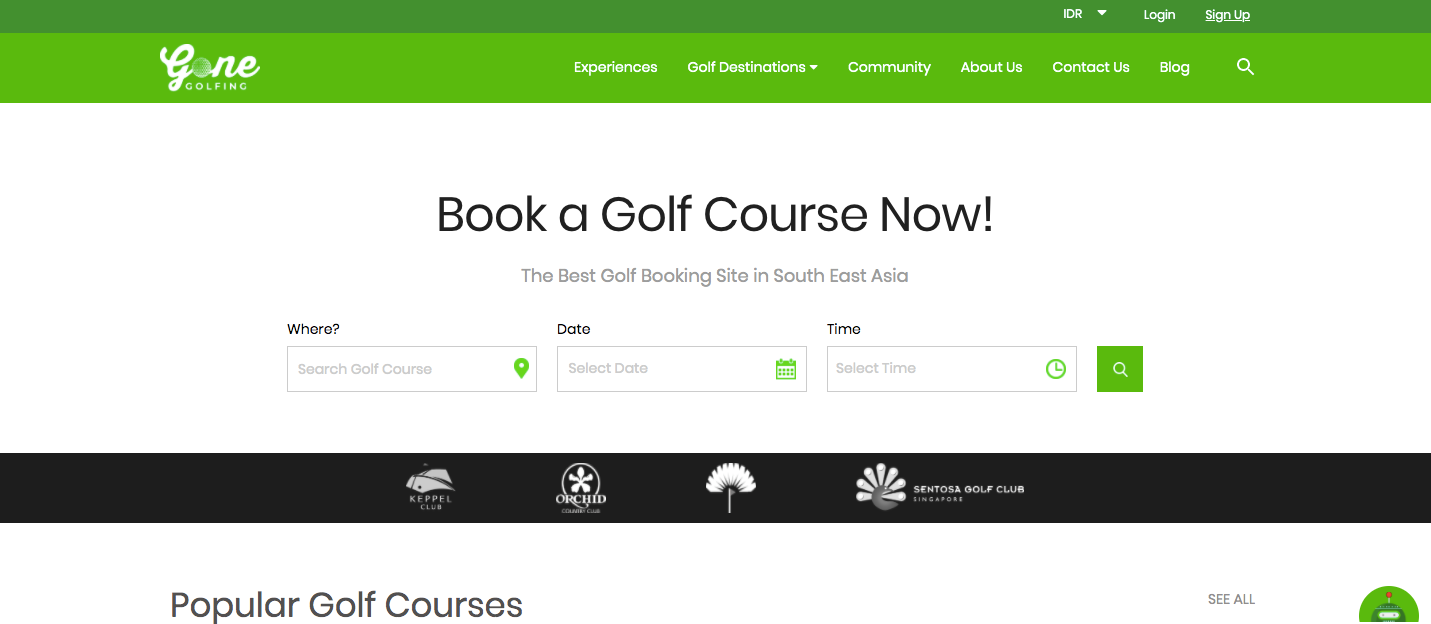 IDR
Login
Sign Up
Gone
GOLFING
Experiences
Golf Destinations
Community
About Us
Contact Us
Blog
Book a Golf Course Now!
The Best Golf Booking Site in South East Asia
Where?
Date
Time
Search Golf Course
Select Date
Select Time
KEPPEL
CLUB
ORCHID
COUNTRY CLUB
SENTOSA GOLF CLUB
SINGAPORE
Popular Golf Courses
SEE ALL